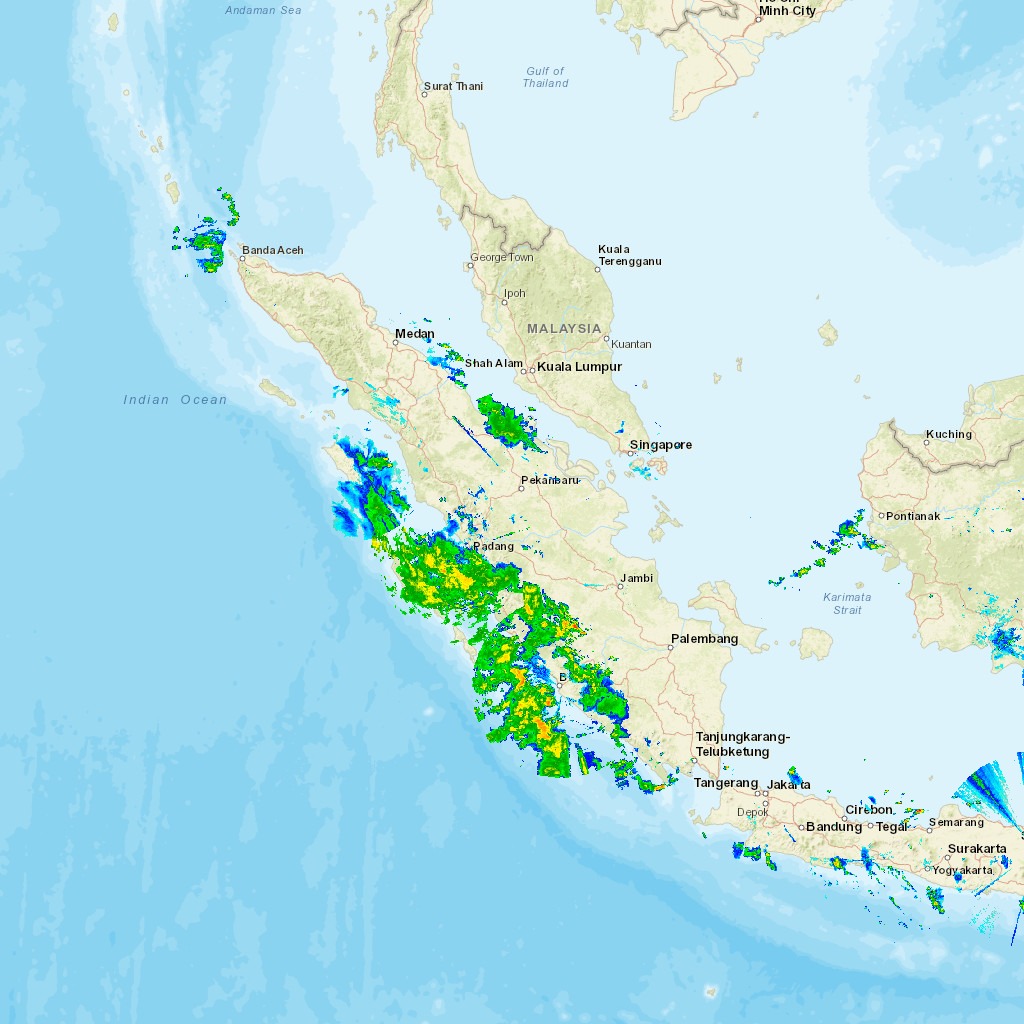 Minh City
Andaman Sea
Gulf of
Thailand
Surat Thani
Banda Aceh
George Town
Kuala
Terengganu
Ipoh
MALAYSIA
Medan
Kuantan
Shah Alam
Kuala Lumpur
Indian Ocean
Kuching
Singapore
Pekanbaru
Pontianak
Padang
Jambi
Karimata
Strait
Palembang
B
Tanjungkarang-
Telubketung
Tangerang
Jakarta
Depok
Cirebon
Bandung
Tegal
Semarang
Surakarta
Yogyakarta